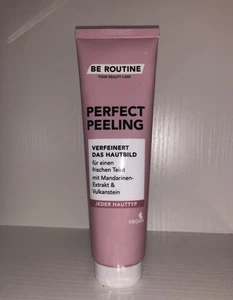 BE ROUTINE
YOUR BEAUTY CARE
PERFECT
PEELING
VERFEINERT
DAS HAUTBILD
für einen
frischen Teint
mit Mandarinen-
Extrakt &
Vulkanstein
JEDER HAUTTYP
VEGAN